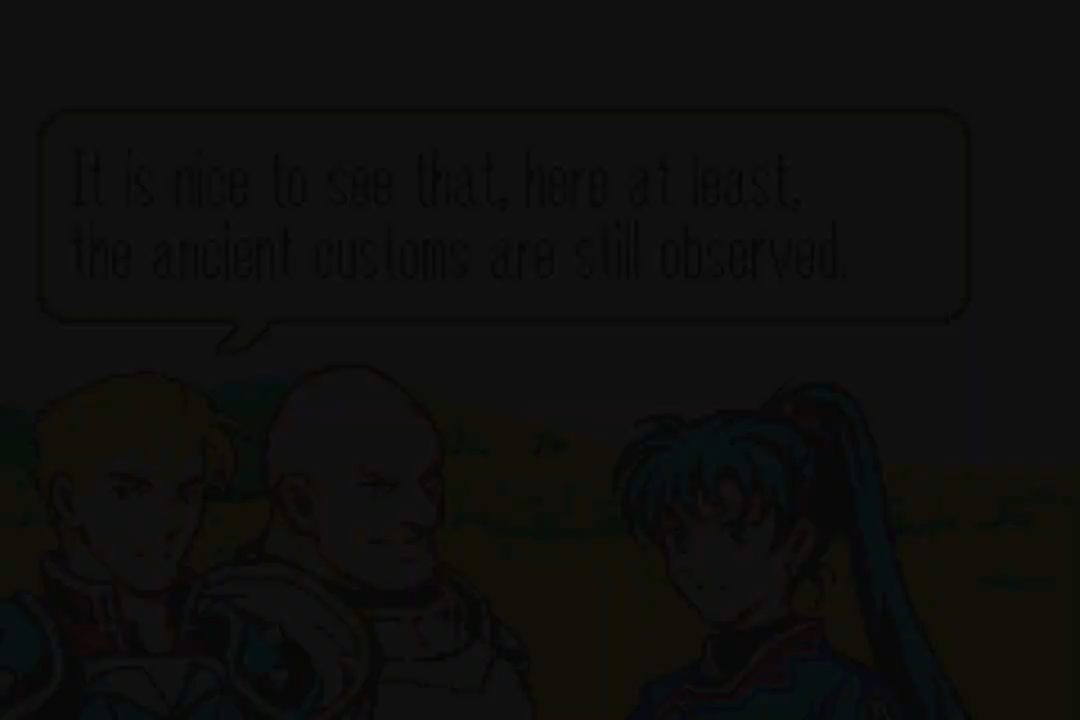 It is nice to see that, here at least,
the ancient customs are still observed.